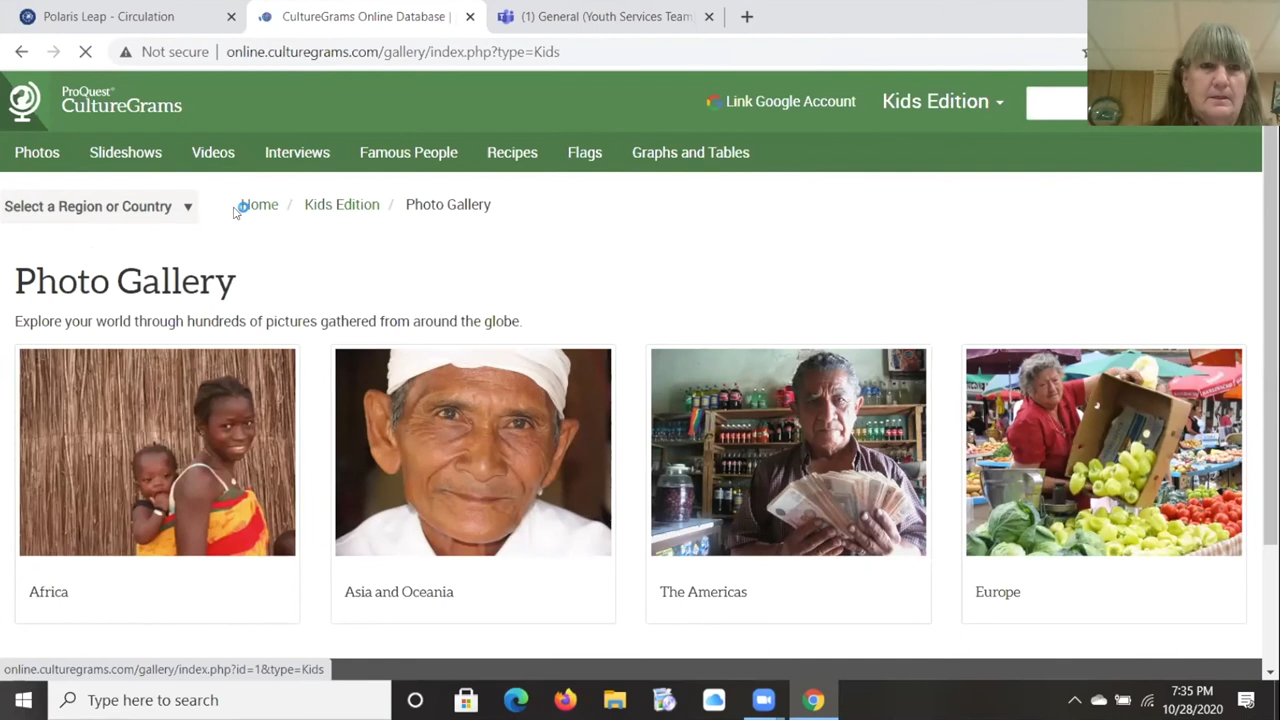 Polaris Leap - Circulation
CultureGrams Online Database |
(1) General (Youth Services Team
Not secure | online.culturegrams.com/gallery/index.php?type=Kids
ProQuest®
CultureGrams
Link Google Account
Kids Edition
Photos Slideshows Videos Interviews Famous People Recipes Flags Graphs and Tables
Select a Region or Country
Home / Kids Edition / Photo Gallery
Photo Gallery
Explore your world through hundreds of pictures gathered from around the globe.
Africa
Asia and Oceania
The Americas
Europe
online.culturegrams.com/gallery/index.php?id=1&type=Kids
Type here to search
7:35 PM
10/28/2020